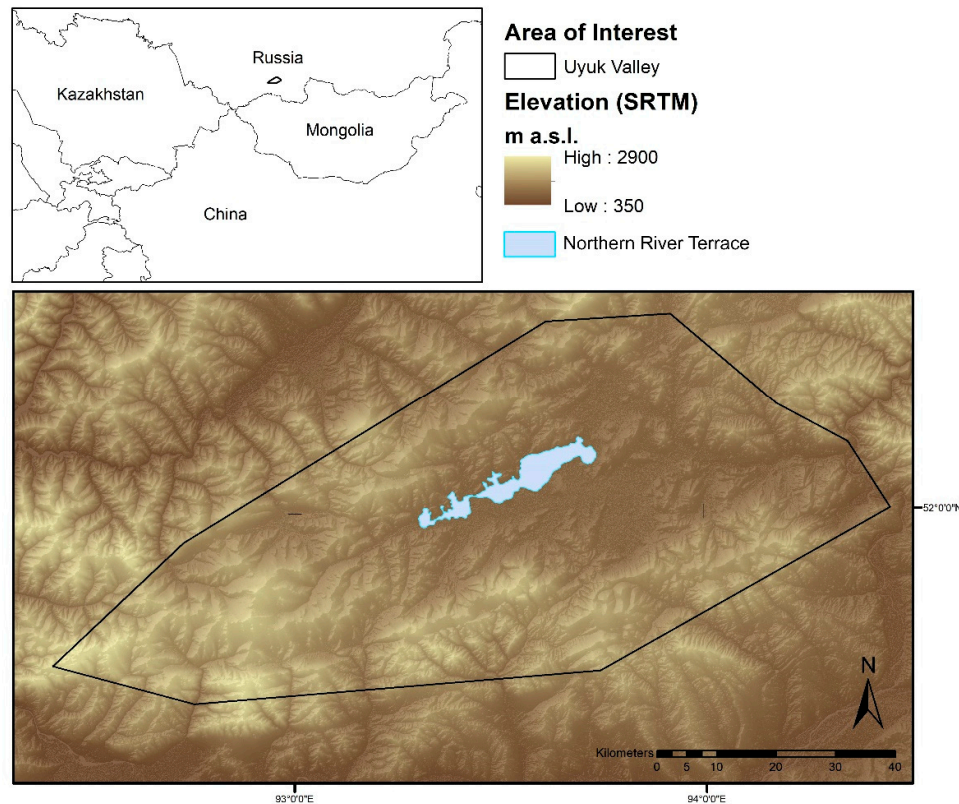 Russia
Kazakhstan
Mongolia
China
Area of Interest
Uyuk Valley
Elevation (SRTM)
m a.s.l.
High : 2900
Low : 350
Northern River Terrace
52°0'0"N
N
Kilometers
0 5 10 20 30 40
93°0'0"E 94°0'0"E